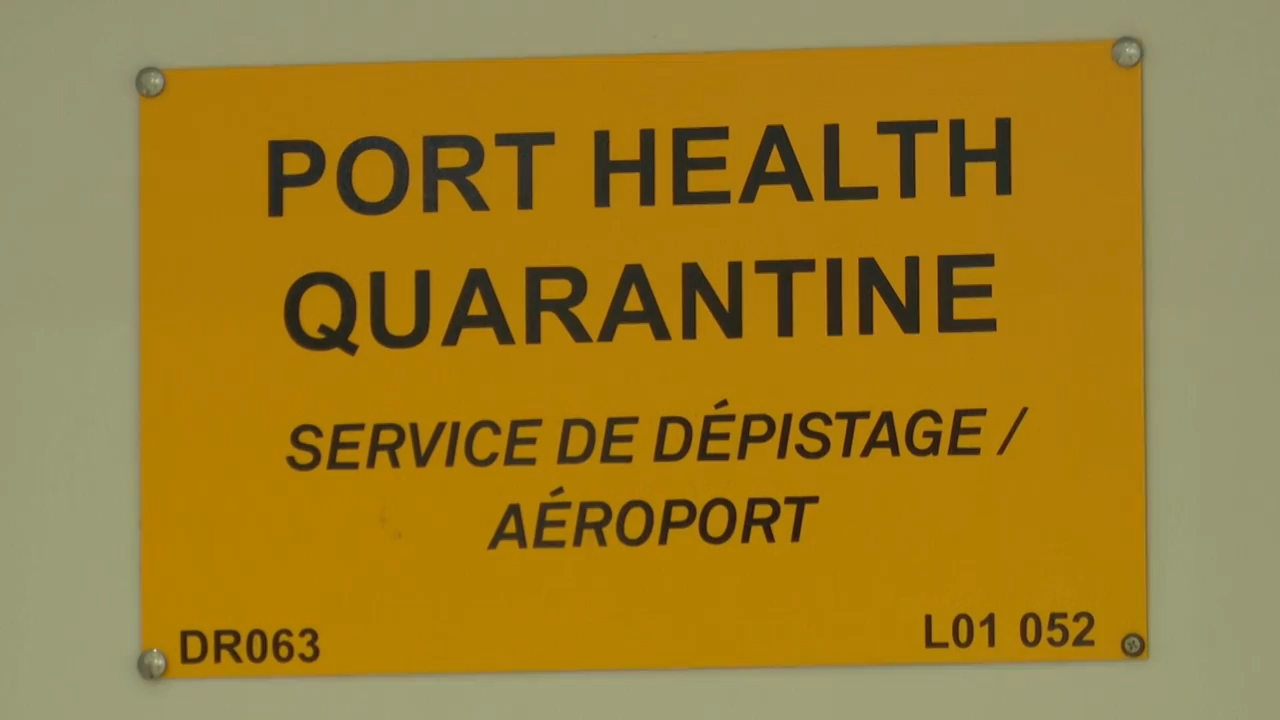 PORT HEALTH
QUARANTINE
SERVICE DE DÉPISTAGE /
AÉROPORT
DR063
L01 052